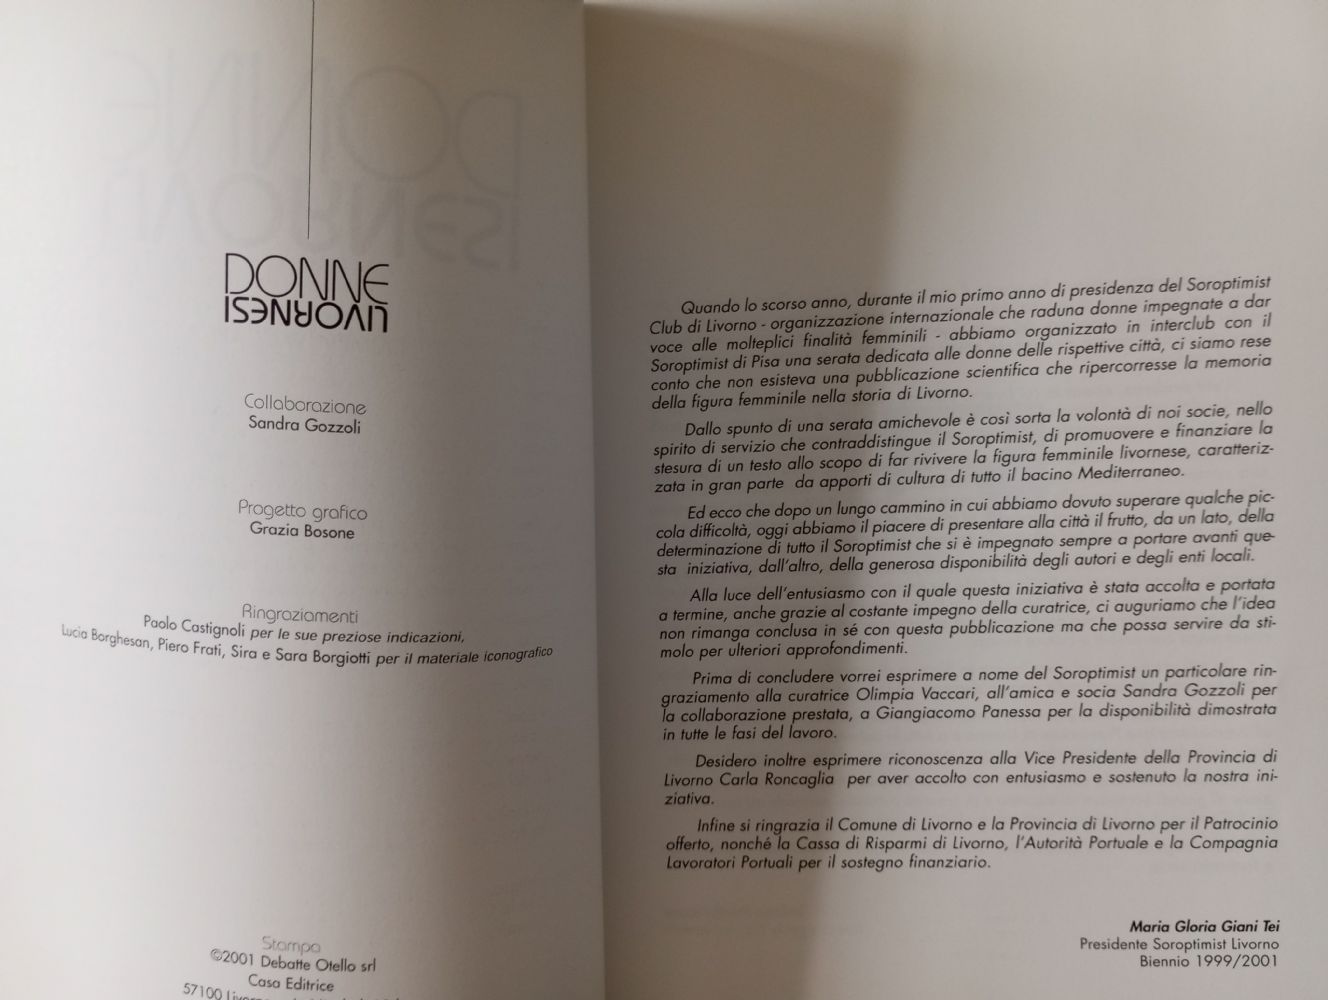 DONNE
LIVORNESI
Collaborazione
Sandra Gozzoli
Progetto grafico
Grazia Bosone
Ringraziamenti
Paolo Castignoli per le sue preziose indicazioni,
Lucia Borghesan, Piero Frati, Sira e Sara Borgiotti per il materiale iconografico
Stampa
©2001 Debatte Otello srl
Casa Editrice
57100
Quando lo scorso anno, durante il mio primo anno di presidenza del Soroptimist
Club di Livorno - organizzazione internazionale che raduna donne impegnate a dar
voce alle molteplici finalità femminili - abbiamo organizzato in interclub con il
Soroptimist di Pisa una serata dedicata alle donne delle rispettive città, ci siamo rese
conto che non esisteva una pubblicazione scientifica che ripercorresse la memoria
della figura femminile nella storia di Livorno.
Dallo spunto di una serata amichevole è così sorta la volontà di noi socie, nello
spirito di servizio che contraddistingue il Soroptimist, di promuovere e finanziare la
stesura di un testo allo scopo di far rivivere la figura femminile livornese, caratteriz-
zata in gran parte da apporti di cultura di tutto il bacino Mediterraneo.
Ed ecco che dopo un lungo cammino in cui abbiamo dovuto superare qualche pic-
cola difficoltà, oggi abbiamo il piacere di presentare alla città il frutto, da un lato, della
determinazione di tutto il Soroptimist che si è impegnato sempre a portare avanti que-
sta iniziativa, dall'altro, della generosa disponibilità degli autori e degli enti locali.
Alla luce dell'entusiasmo con il quale questa iniziativa è stata accolta e portata
a termine, anche grazie al costante impegno della curatrice, ci auguriamo che l'idea
non rimanga conclusa in sé con questa pubblicazione ma che possa servire da sti-
molo per ulteriori approfondimenti.
Prima di concludere vorrei esprimere a nome del Soroptimist un particolare rin-
graziamento alla curatrice Olimpia Vaccari, all'amica e socia Sandra Gozzoli per
la collaborazione prestata, a Giangiacomo Panessa per la disponibilità dimostrata
in tutte le fasi del lavoro.
Desidero inoltre esprimere riconoscenza alla Vice Presidente della Provincia di
Livorno Carla Roncaglia per aver accolto con entusiasmo e sostenuto la nostra ini-
ziativa.
Infine si ringrazia il Comune di Livorno e la Provincia di Livorno per il Patrocinio
offerto, nonché la Cassa di Risparmi di Livorno, l'Autorità Portuale e la Compagnia
Lavoratori Portuali per il sostegno finanziario.
Maria Gloria Giani Tei
Presidente Soroptimist Livorno
Biennio 1999/2001